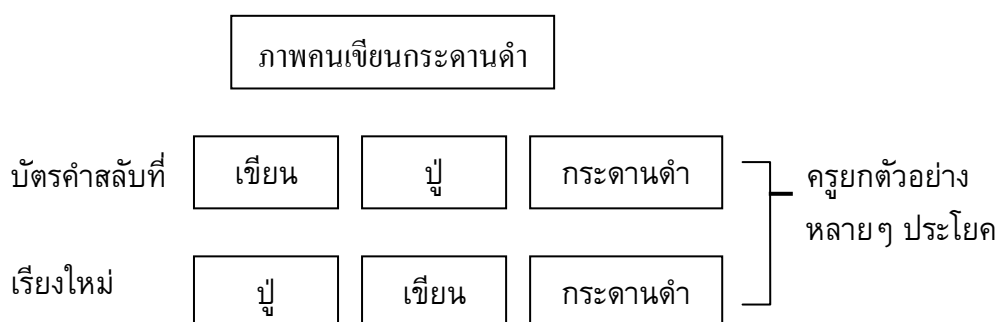 ภาพคนเขียนกระดานดำ
บัตรคำสลับที่ เขียน ปู่ กระดานดำ ครูยกตัวอย่าง
หลายๆ ประโยค
เรียงใหม่ ปู่ เขียน กระดานดำ